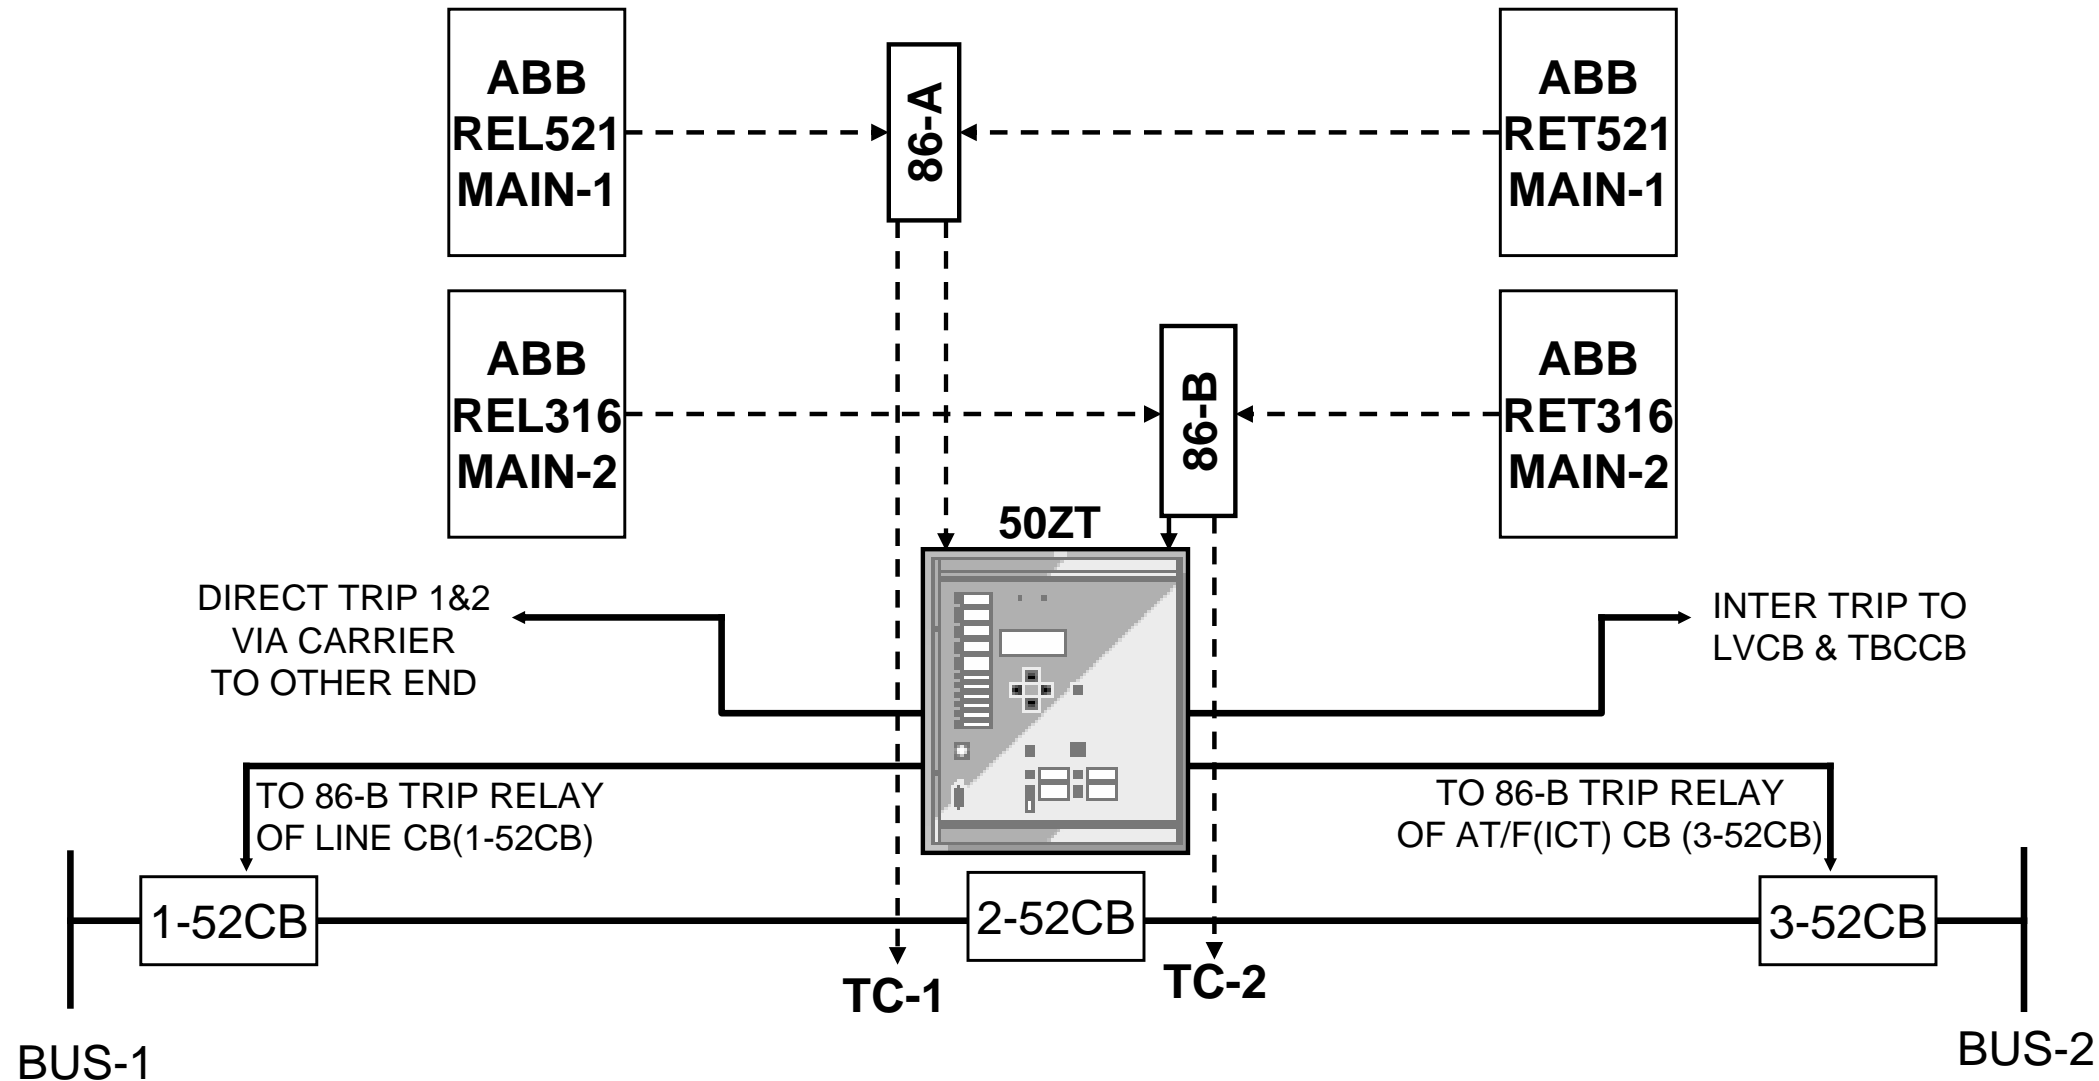 ABB
REL521
MAIN-1
86-A
ABB
RET521
MAIN-1
ABB
REL316
MAIN-2
86-B
ABB
RET316
MAIN-2
50ZT
DIRECT TRIP 1&2
VIA CARRIER
TO OTHER END
INTER TRIP TO
LVCB & TBCCB
TO 86-B TRIP RELAY
OF LINE CB(1-52CB)
TO 86-B TRIP RELAY
OF AT/F(ICT) CB (3-52CB)
1-52CB
2-52CB
3-52CB
TC-1
TC-2
BUS-1
BUS-2